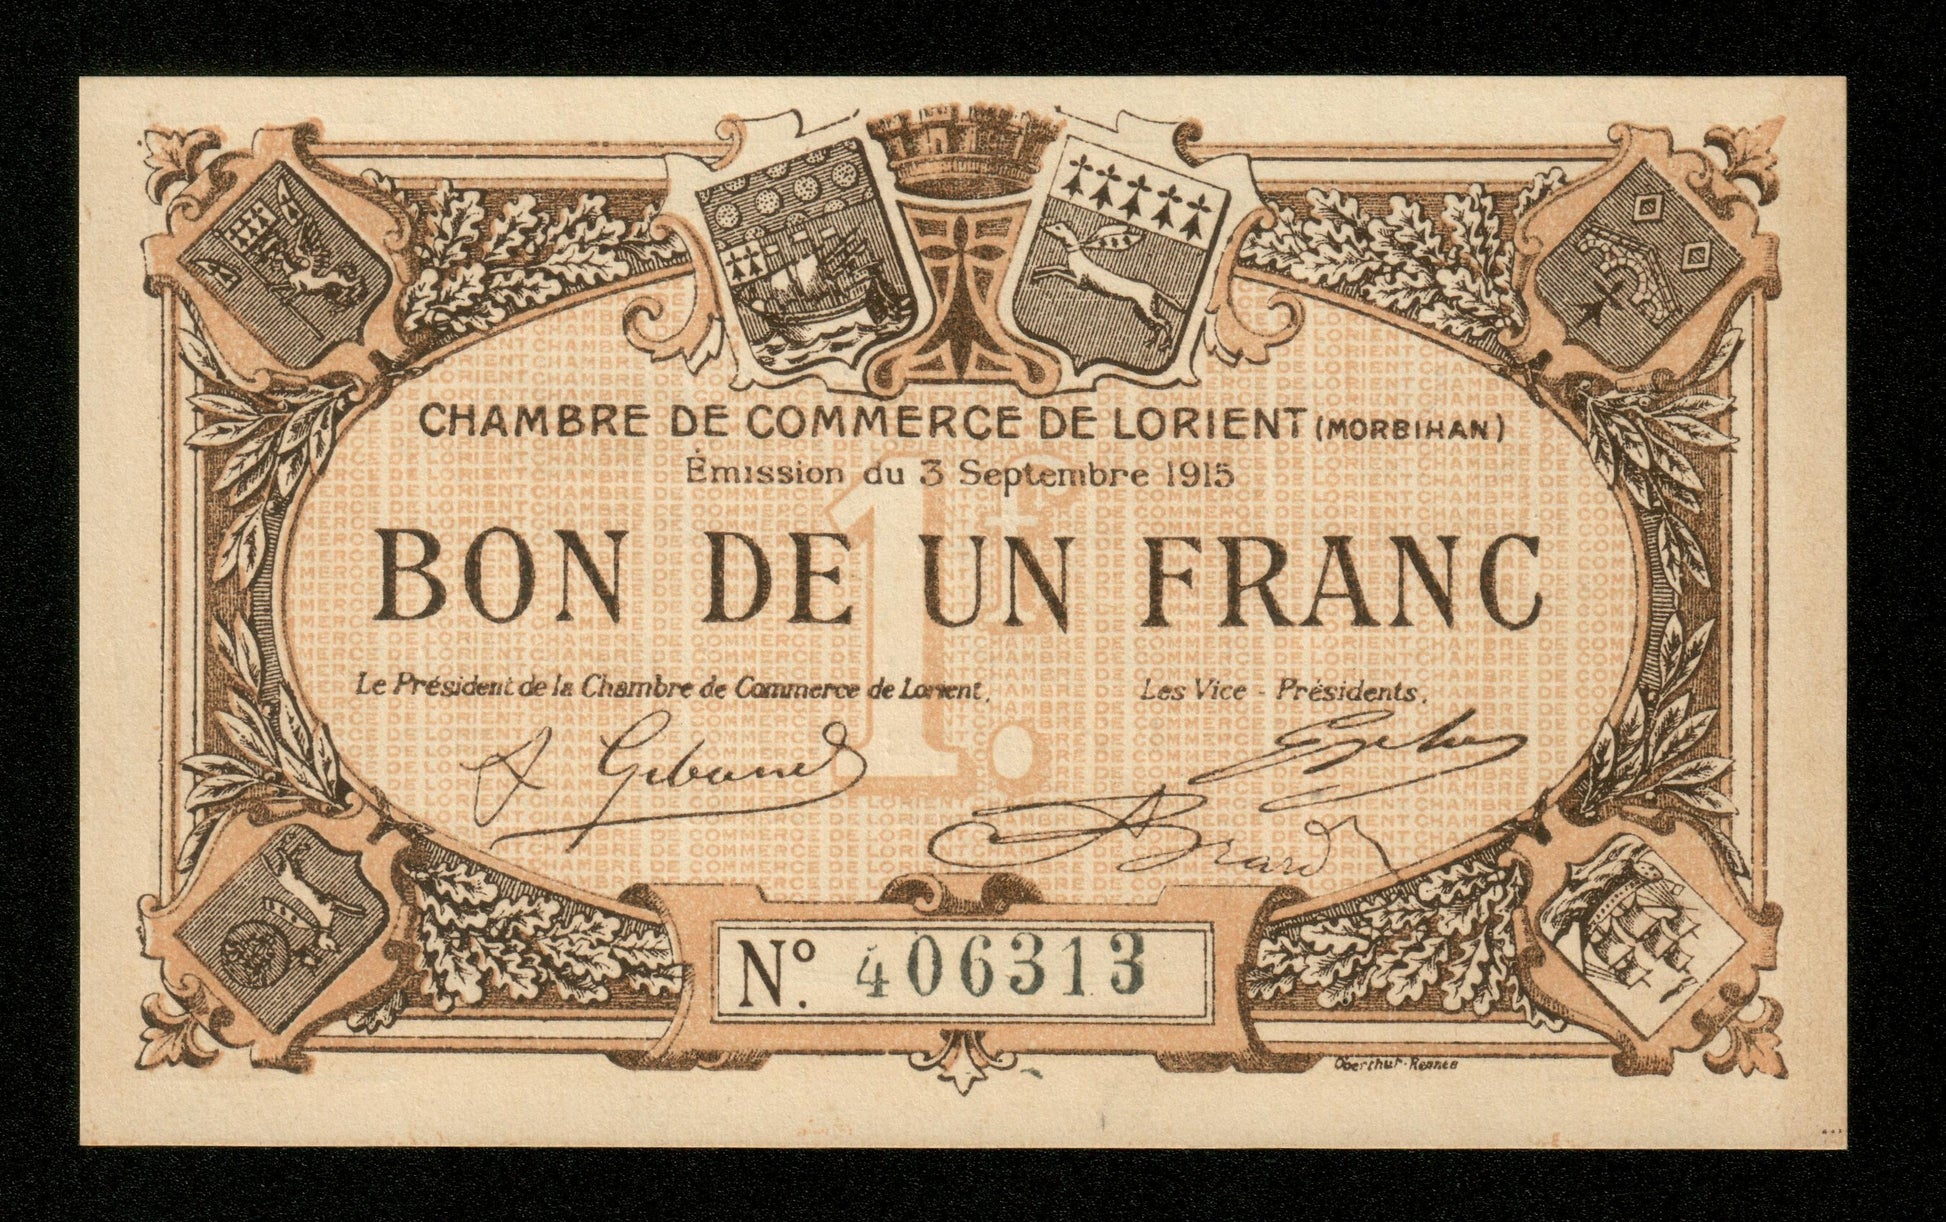 CHAMBRE DE COMMERCE DE LORIENT (MORBIHAN)
Émission du 3 Septembre 1915
BON DE UN FRANC
1f.
Le Président de la Chambre de Commerce de Lorient,
Les Vice-Présidents,
Nº. 406313
Oberthur-Rennes